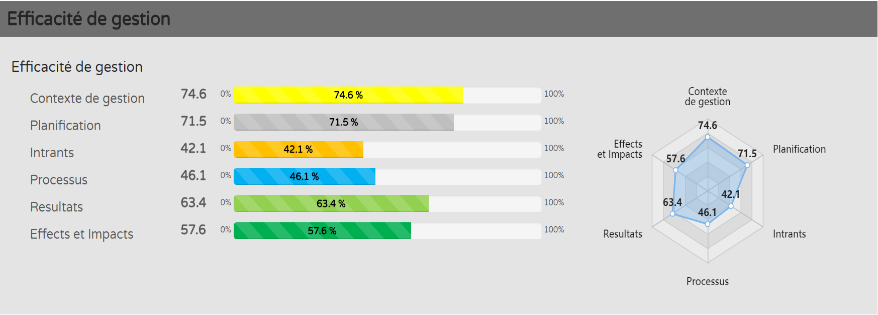 Efficacité de gestion
Efficacité de gestion
Contexte de gestion 74.6 0% 74.6 % 100%
Planification 71.5 0% 71.5 % 100%
Intrants 42.1 0% 42.1 % 100%
Processus 46.1 0% 46.1 % 100%
Resultats 63.4 0% 63.4 % 100%
Effects et Impacts 57.6 0% 57.6 % 100%
Contexte
de gestion
74.6
Effects
et Impacts
57.6
71.5
Planification
63.4
46.1
42.1
Resultats
Intrants
Processus